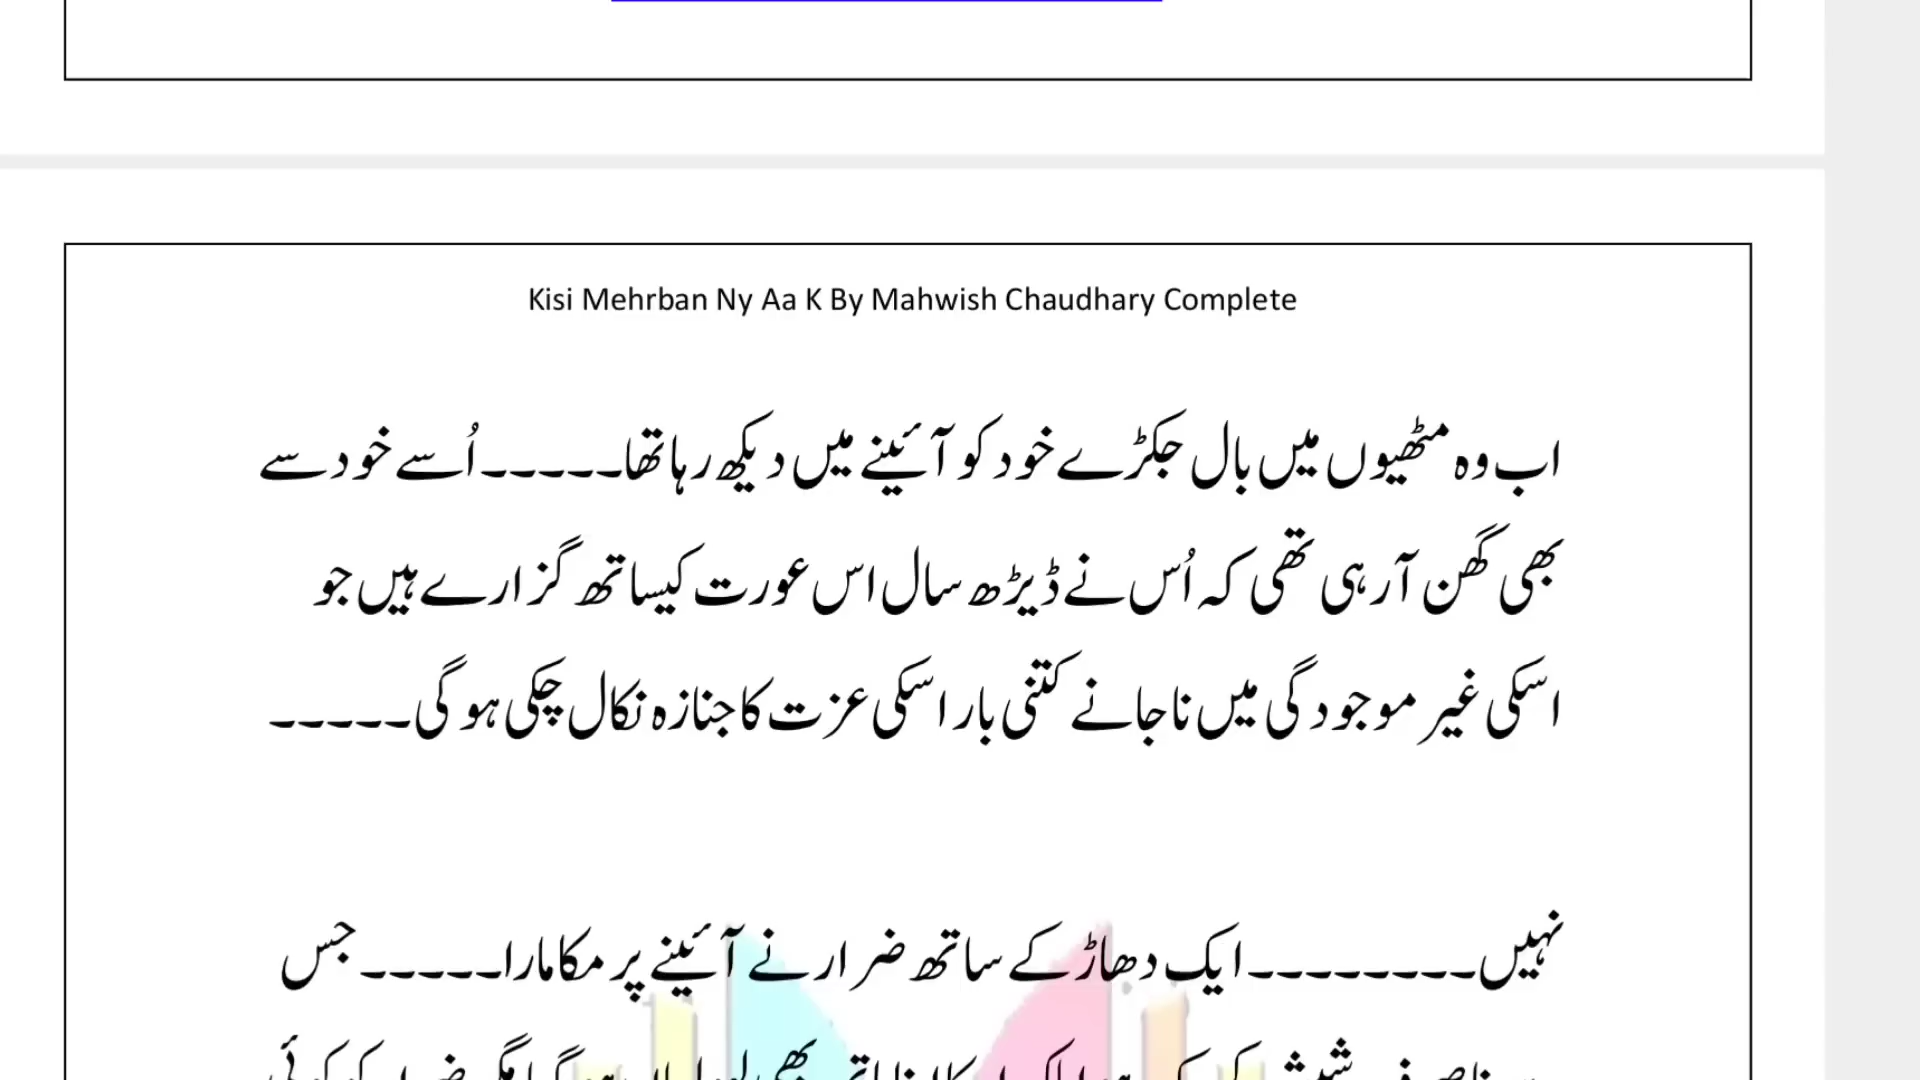 Kisi Mehrban Ny Aa K By Mahwish Chaudhary Complete
اب وہ مٹھیوں میں بال جکڑے خود کو آئینے میں دیکھ رہا تھا۔۔۔۔۔اُسے خود سے
بھی گھن آرہی تھی کہ اُس نے ڈیڑھ سال اس عورت کیساتھ گزارے ہیں جو
اسکی غیر موجودگی میں ناجانے کتنی بار اسکی عزت کا جنازہ نکال چکی ہوگی۔۔۔۔۔
نہیں۔۔۔۔۔۔۔۔ایک دھاڑ کے ساتھ ضرار نے آئینے پر مکا مارا۔۔۔۔۔جس